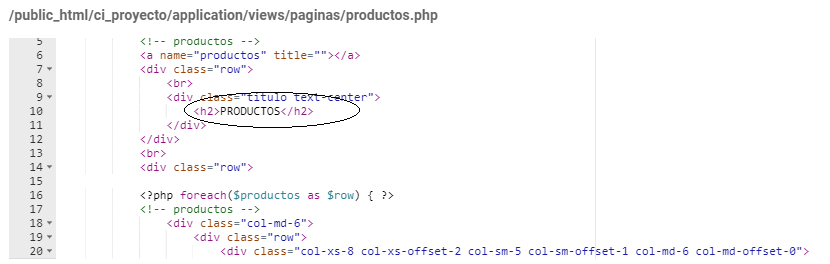 /public_html/ci_proyecto/application/views/paginas/productos.php
5 <!-- productos -->
6 <a name="productos" title=""></a>
7 <div class="row">
8 <br>
9 <div class="titulo text-center">
10 <h2>PRODUCTOS</h2>
11 </div>
12 </div>
13 <br>
14 <div class="row">
15
16 <?php foreach($productos as $row) { ?>
17 <!-- productos -->
18 <div class="col-md-6">
19 <div class="row">
20 <div class="col-xs-8 col-xs-offset-2 col-sm-5 col-sm-offset-1 col-md-6 col-md-offset-0">